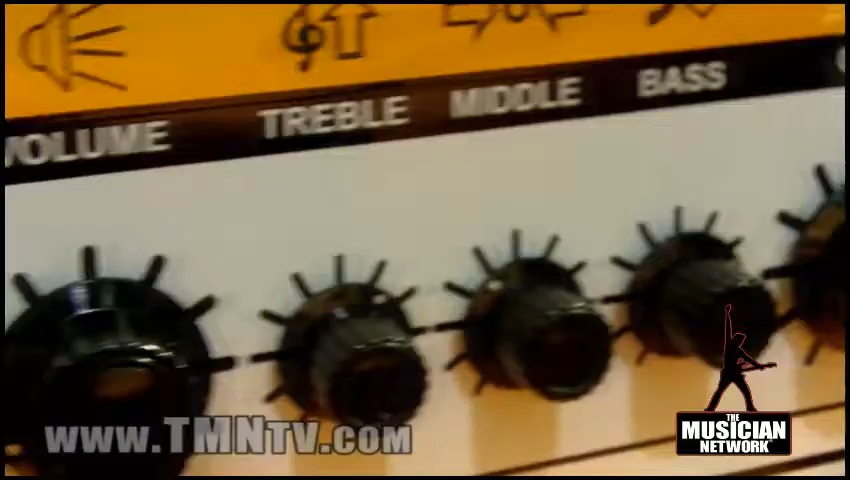 VOLUME TREBLE MIDDLE BASS
www.TMNTV.COM
THE
MUSICIAN
NETWORK